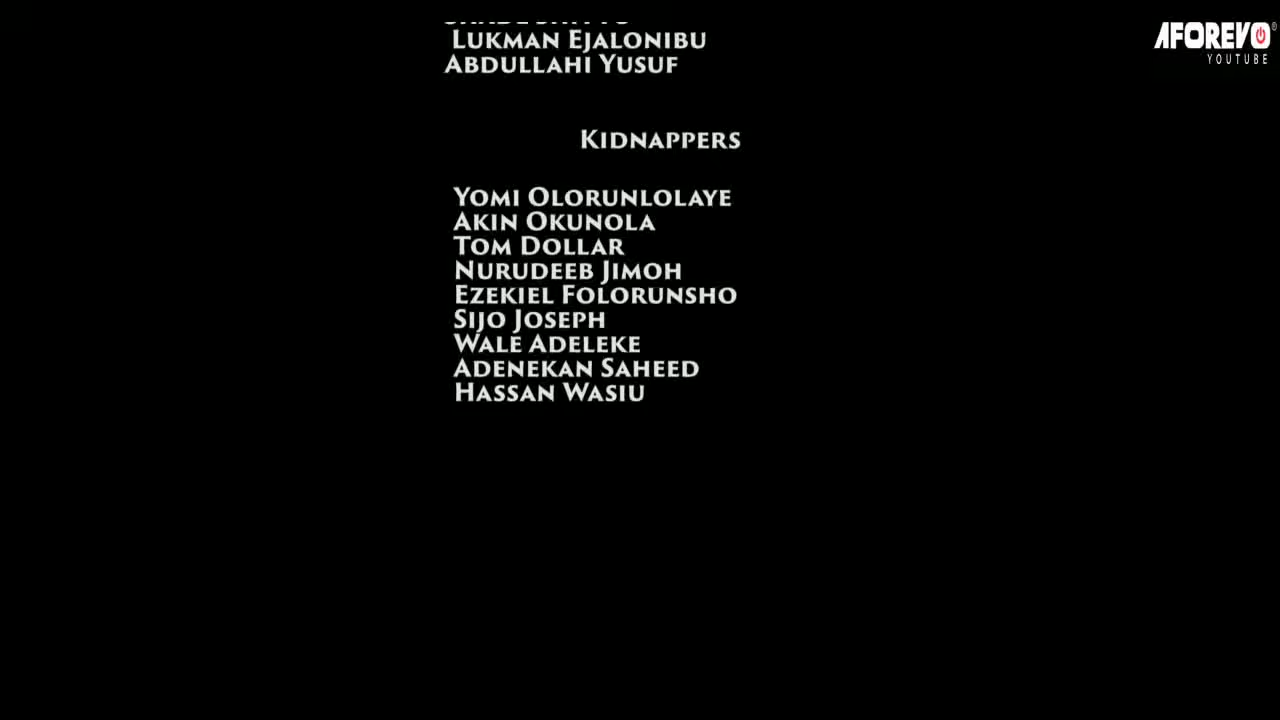 LUKMAN EJALONIBU
ABDULLAHI YUSUF
KIDNAPPERS
YOMI OLORUNLOLAYE
AKIN OKUNOLA
TOM DOLLAR
NURUDEEB JIMOH
EZEKIEL FOLORUNSHO
SIJO JOSEPH
WALE ADELEKE
ADENEKAN SAHEED
HASSAN WASIU
AFOREVO
YOUTUBE